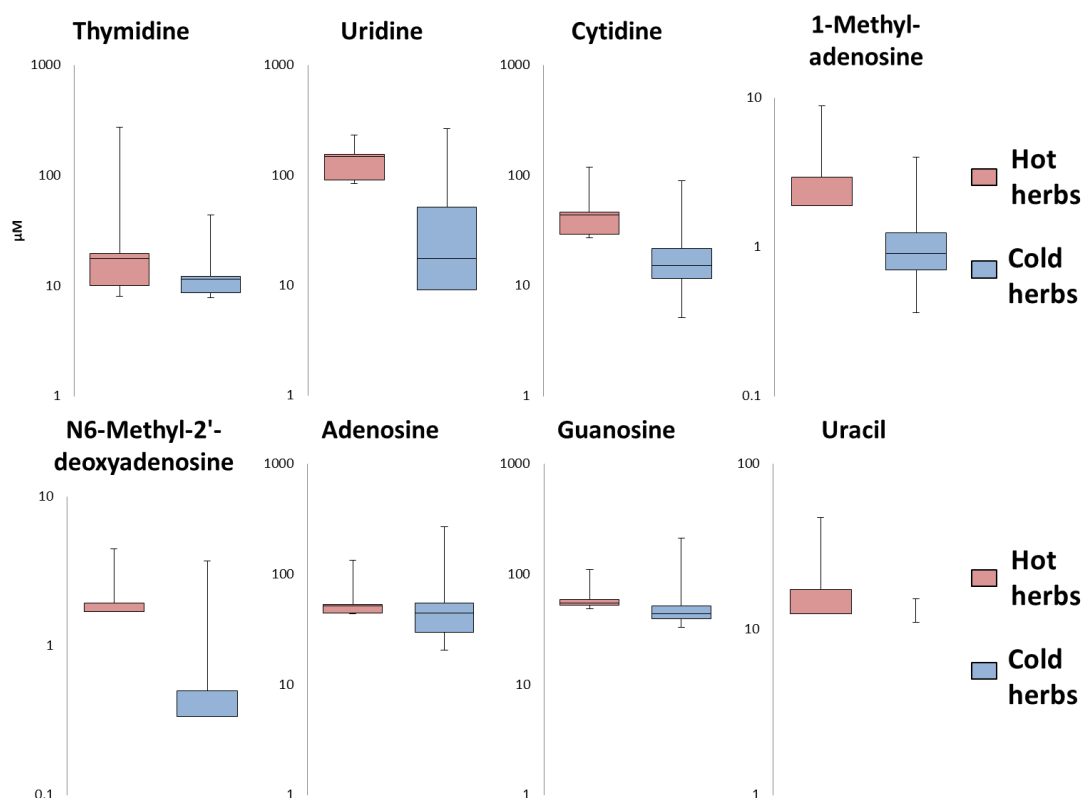 Thymidine
1000
100
10
1
µM
Uridine
1000
100
10
1
Cytidine
1000
100
10
1
1-Methyl-
adenosine
10
1
0.1
Hot
herbs
Cold
herbs
N6-Methyl-2'-
deoxyadenosine
10
1
0.1
Adenosine
1000
100
10
1
Guanosine
1000
100
10
1
Uracil
100
10
1
Hot
herbs
Cold
herbs